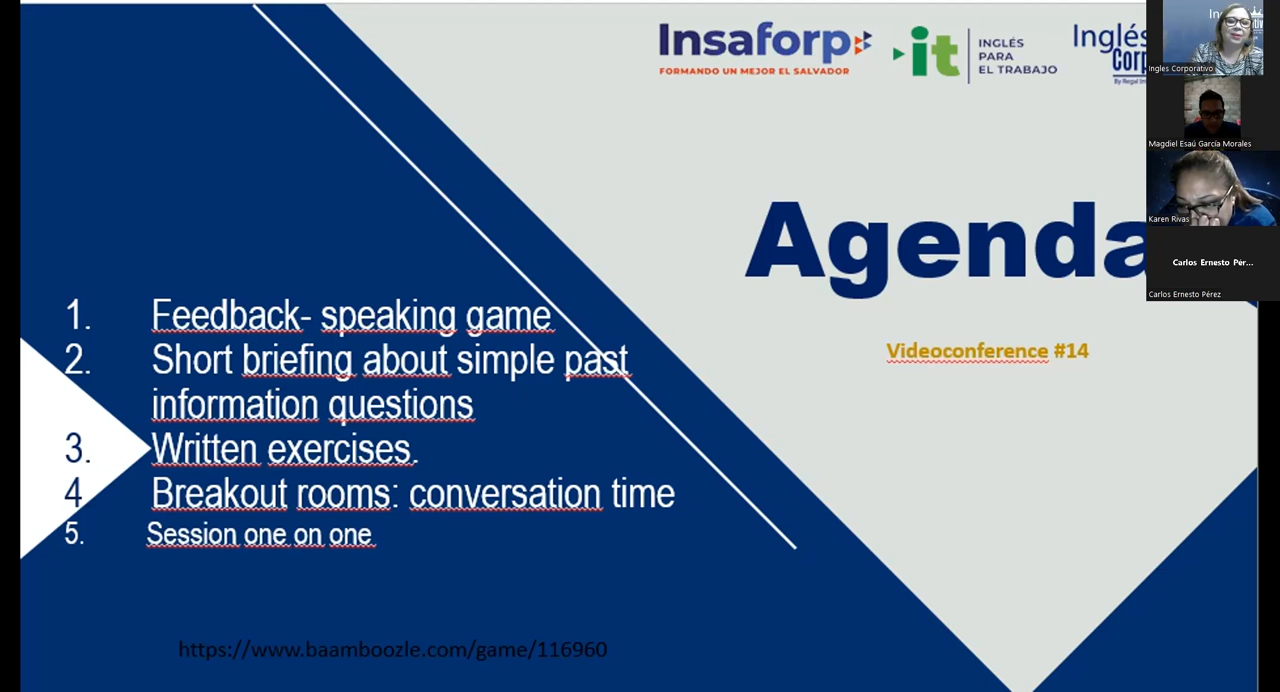 Insaforp
FORMANDO UN MEJOR EL SALVADOR
it
INGLÉS
PARA
EL TRABAJO
Inglés
Corp
Agenda
Videoconference #14
1. Feedback- speaking game
2. Short briefing about simple past
information questions
3. Written exercises.
4 Breakout rooms: conversation time
5. Session one on one
https://www.baamboozle.com/game/116960
Ingles Corporativo
Magdiel Esaú García Morales
Karen Rivas
Carlos Ernesto Pér...
Carlos Ernesto Pérez